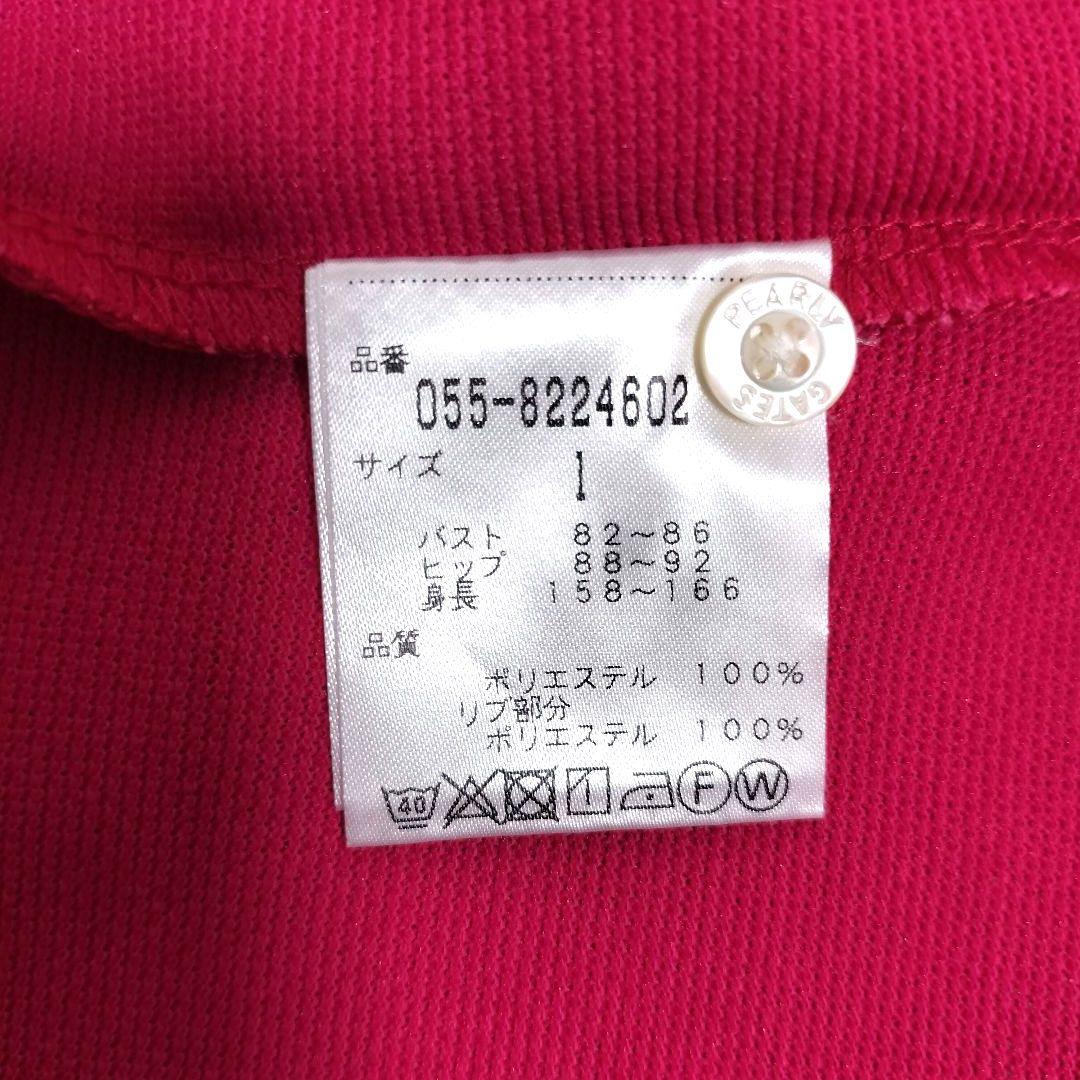 PEARLY
GATES
品番
055-8224602
サイズ 1
バスト 82~86
ヒップ 88~92
身長 158~166
品質
ポリエステル 100%
リブ部分
ポリエステル 100%
40 F W